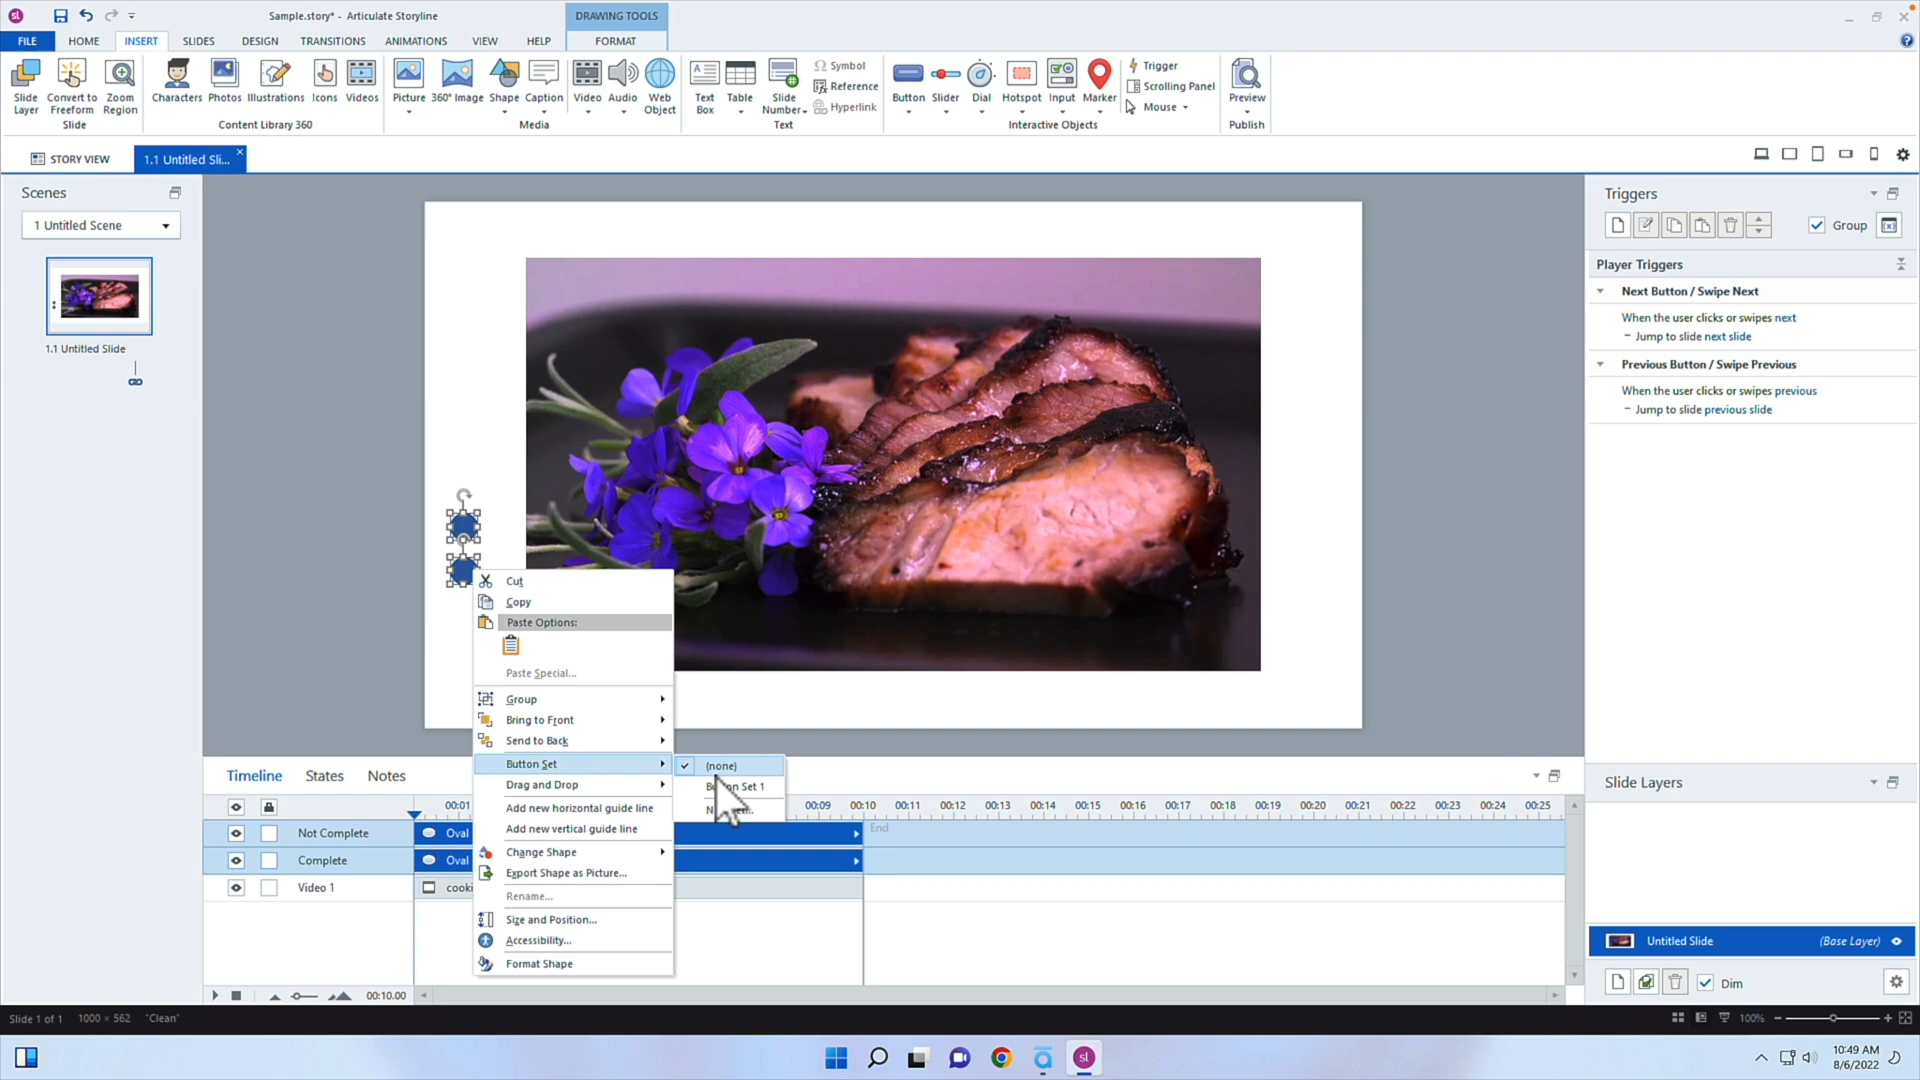 sl
Sample.story* - Articulate Storyline
DRAWING TOOLS
FILE HOME INSERT SLIDES DESIGN TRANSITIONS ANIMATIONS VIEW HELP FORMAT
Slide Layer
Convert to Freeform
Zoom Region
Slide
Characters
Photos
Illustrations
Icons
Videos
Content Library 360
Picture
360° Image
Shape
Caption
Video
Audio
Web Object
Media
Text Box
Table
Slide Number
Symbol
Reference
Hyperlink
Text
Button
Slider
Dial
Hotspot
Input
Marker
Trigger
Scrolling Panel
Mouse
Interactive Objects
Preview
Publish
STORY VIEW
1.1 Untitled Sli...
Scenes
1 Untitled Scene
1.1 Untitled Slide
Triggers
Group
Player Triggers
Next Button / Swipe Next
When the user clicks or swipes next
- Jump to slide next slide
Previous Button / Swipe Previous
When the user clicks or swipes previous
- Jump to slide previous slide
Cut
Copy
Paste Options:
Paste Special...
Group
Bring to Front
Send to Back
Button Set
Drag and Drop
Add new horizontal guide line
Add new vertical guide line
Change Shape
Export Shape as Picture...
Rename...
Size and Position...
Accessibility...
Format Shape
(none)
Set 1
Timeline States Notes
00:01 00:09 00:10 00:11 00:12 00:13 00:14 00:15 00:16 00:17 00:18 00:19 00:20 00:21 00:22 00:23 00:24 00:25
Not Complete Oval End
Complete Oval
Video 1 cooki
00:10.00
Slide Layers
Untitled Slide (Base Layer)
Dim
Slide 1 of 1 1000 × 562 "Clean"
100%
sl
10:49 AM
8/6/2022